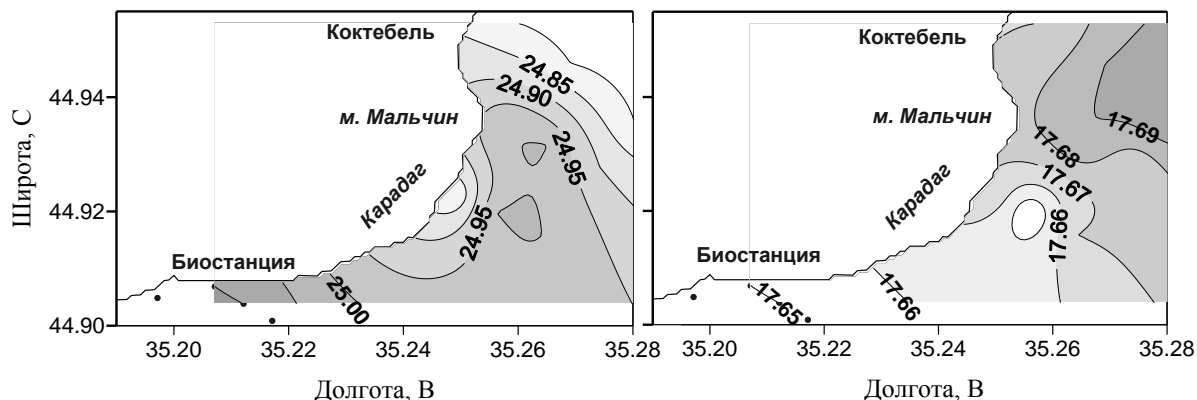 Коктебель
24.85
24.90
м. Мальчин
24.95
Карадаг
24.95
Биостанция
25.00
44.94
44.92
44.90
Широта, С
35.20 35.22 35.24 35.26 35.28
Долгота, В
Коктебель
м. Мальчин
17.69
17.68
17.67
Карадаг
17.66
Биостанция
17.66
17.65
35.20 35.22 35.24 35.26 35.28
Долгота, В